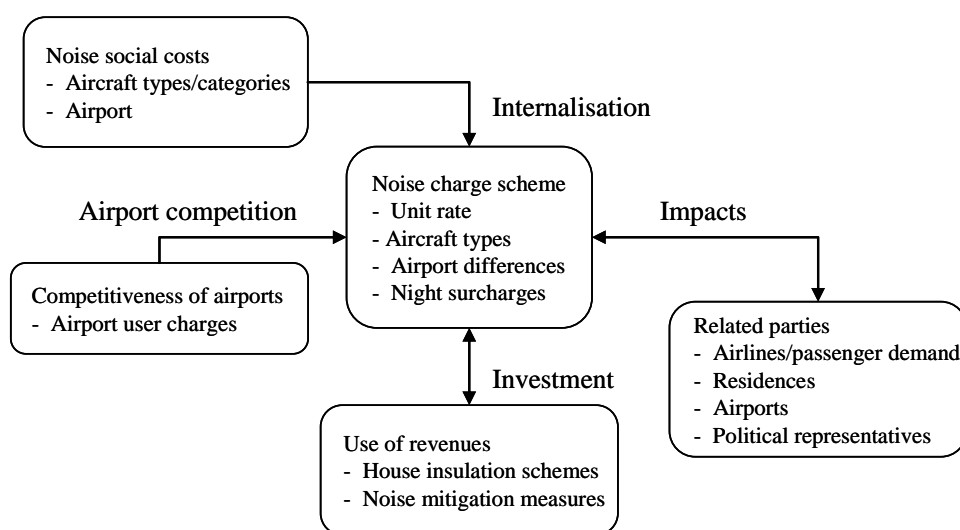 Noise social costs
- Aircraft types/categories
- Airport
Internalisation
Noise charge scheme
- Unit rate
- Aircraft types
- Airport differences
- Night surcharges
Airport competition
Impacts
Competitiveness of airports
- Airport user charges
Related parties
- Airlines/passenger demand
- Residences
- Airports
- Political representatives
Investment
Use of revenues
- House insulation schemes
- Noise mitigation measures